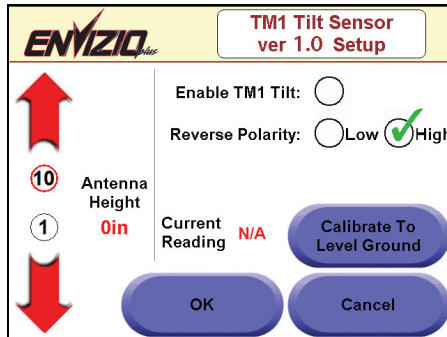 ENVIZIO plus
TM1 Tilt Sensor
ver 1.0 Setup
Enable TM1 Tilt:
Reverse Polarity: Low High
10
1
Antenna
Height
0in
Current
Reading
N/A
Calibrate To
Level Ground
OK
Cancel